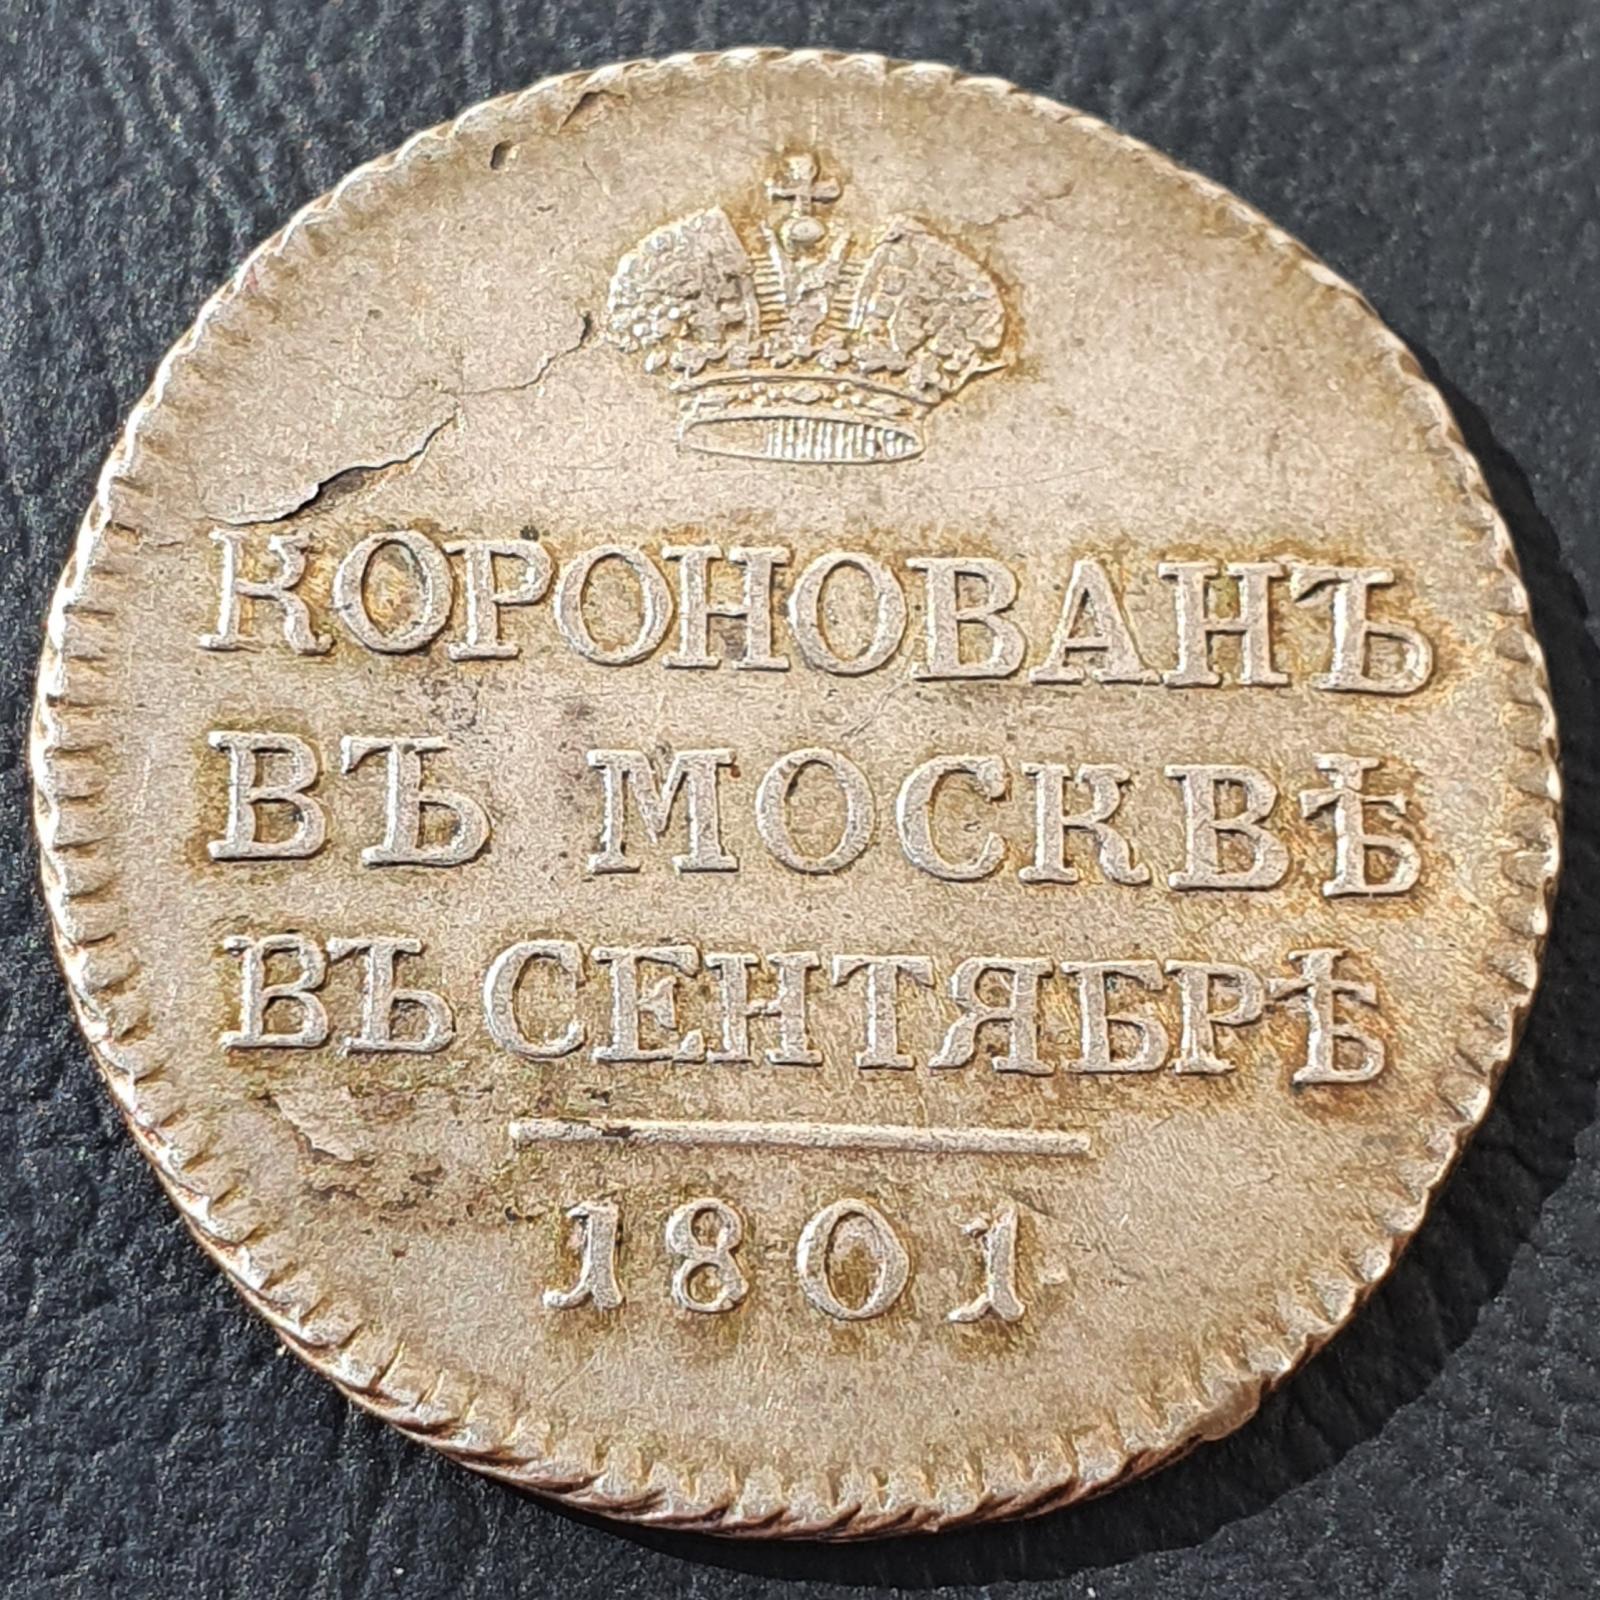 КОРОНОВАНЪ
ВЪ МОСКВѢ
ВЪ СЕНТЯБРѢ
1801